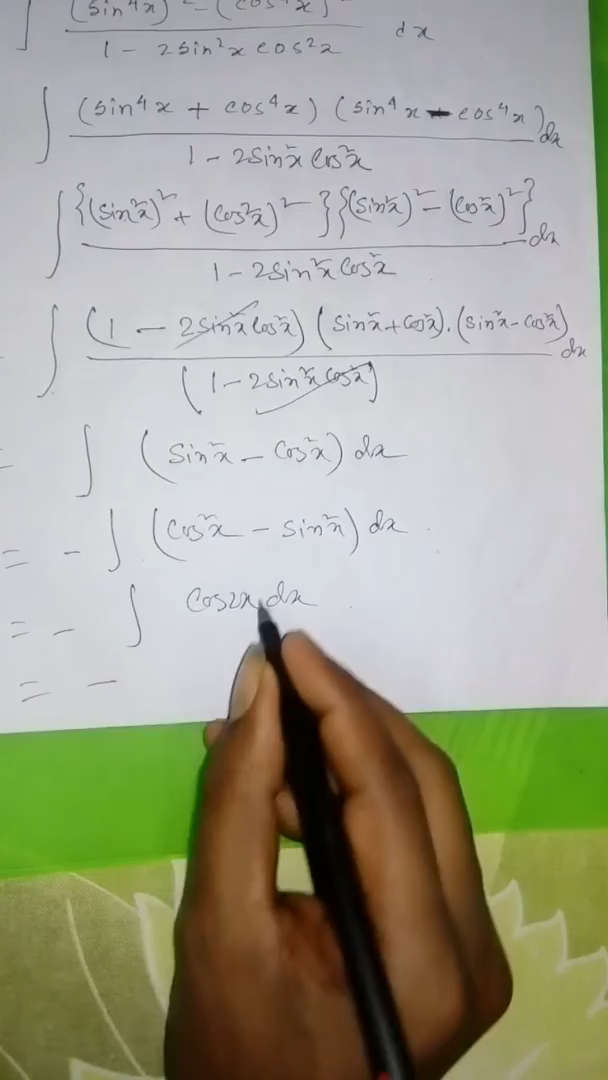 ∫ (sin⁴x)² - (cos⁴x)² / 1 - 2sin²x cos²x dx
∫ (sin⁴x + cos⁴x) (sin⁴x - cos⁴x) / 1 - 2sin²x cos²x dx
∫ {(sin²x)² + (cos²x)²} {(sin²x)² - (cos²x)²} / 1 - 2sin²x cos²x dx
= ∫ (1 - 2sin²x cos²x) (sin²x + cos²x) . (sin²x - cos²x) / (1 - 2sin²x cos²x) dx
= ∫ (sin²x - cos²x) dx
= - ∫ (cos²x - sin²x) dx
= - ∫ cos2x dx
= -